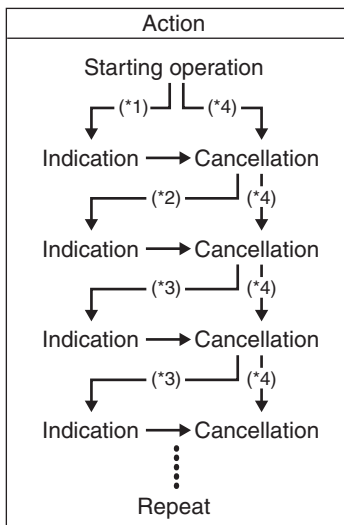 Action
Starting operation
(*1) (*4)
Indication Cancellation
(*2) (*4)
Indication Cancellation
(*3) (*4)
Indication Cancellation
(*3) (*4)
Indication Cancellation
Repeat